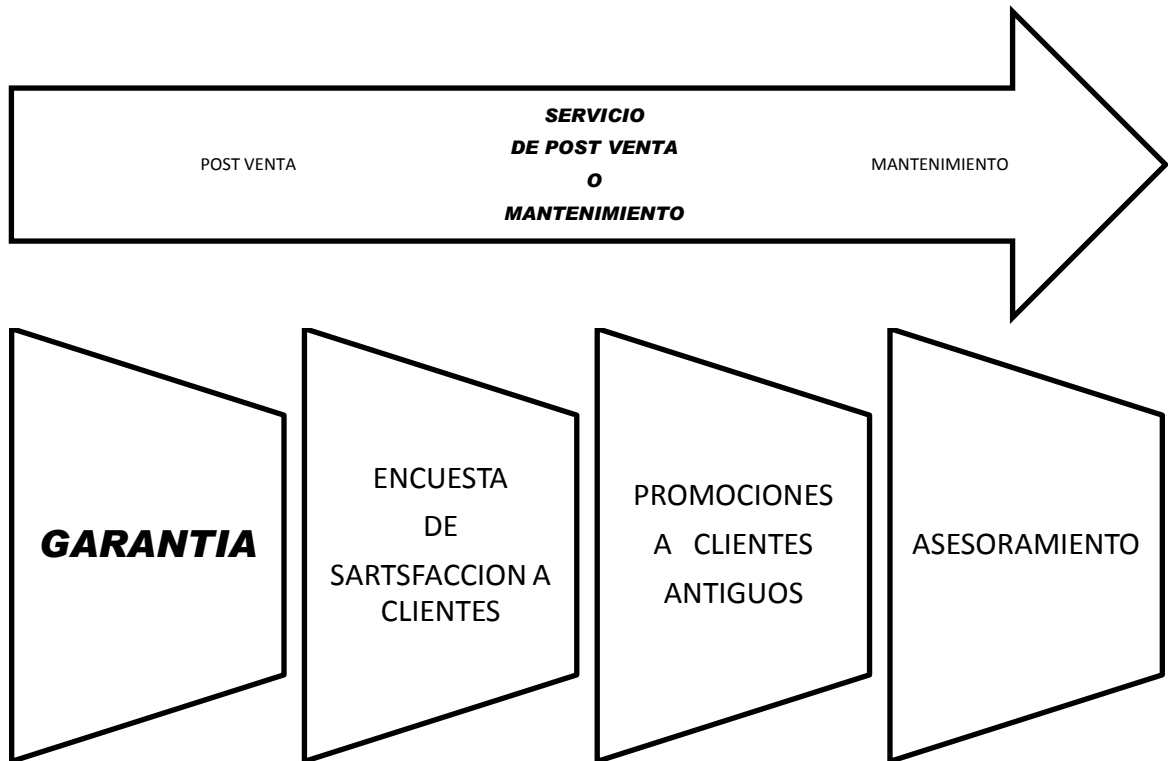 POST VENTA
SERVICIO
DE POST VENTA
O
MANTENIMIENTO
MANTENIMIENTO
GARANTIA
ENCUESTA
DE
SARTSFACCION A
CLIENTES
PROMOCIONES
A CLIENTES
ANTIGUOS
ASESORAMIENTO